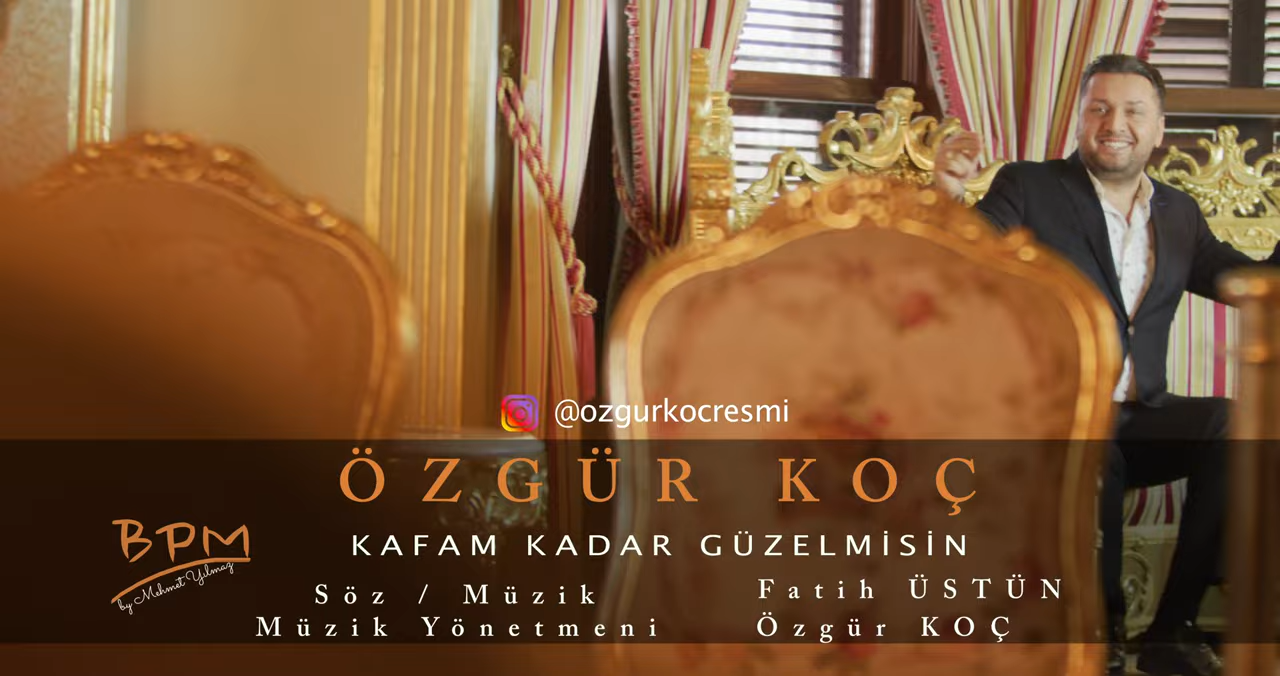 @ozgurkocresmi
ÖZGÜR KOÇ
KAFAM KADAR GÜZELMİSİN
BPM
by Mehmet Yılmaz
Söz / Müzik Fatih ÜSTÜN
Müzik Yönetmeni Özgür KOÇ